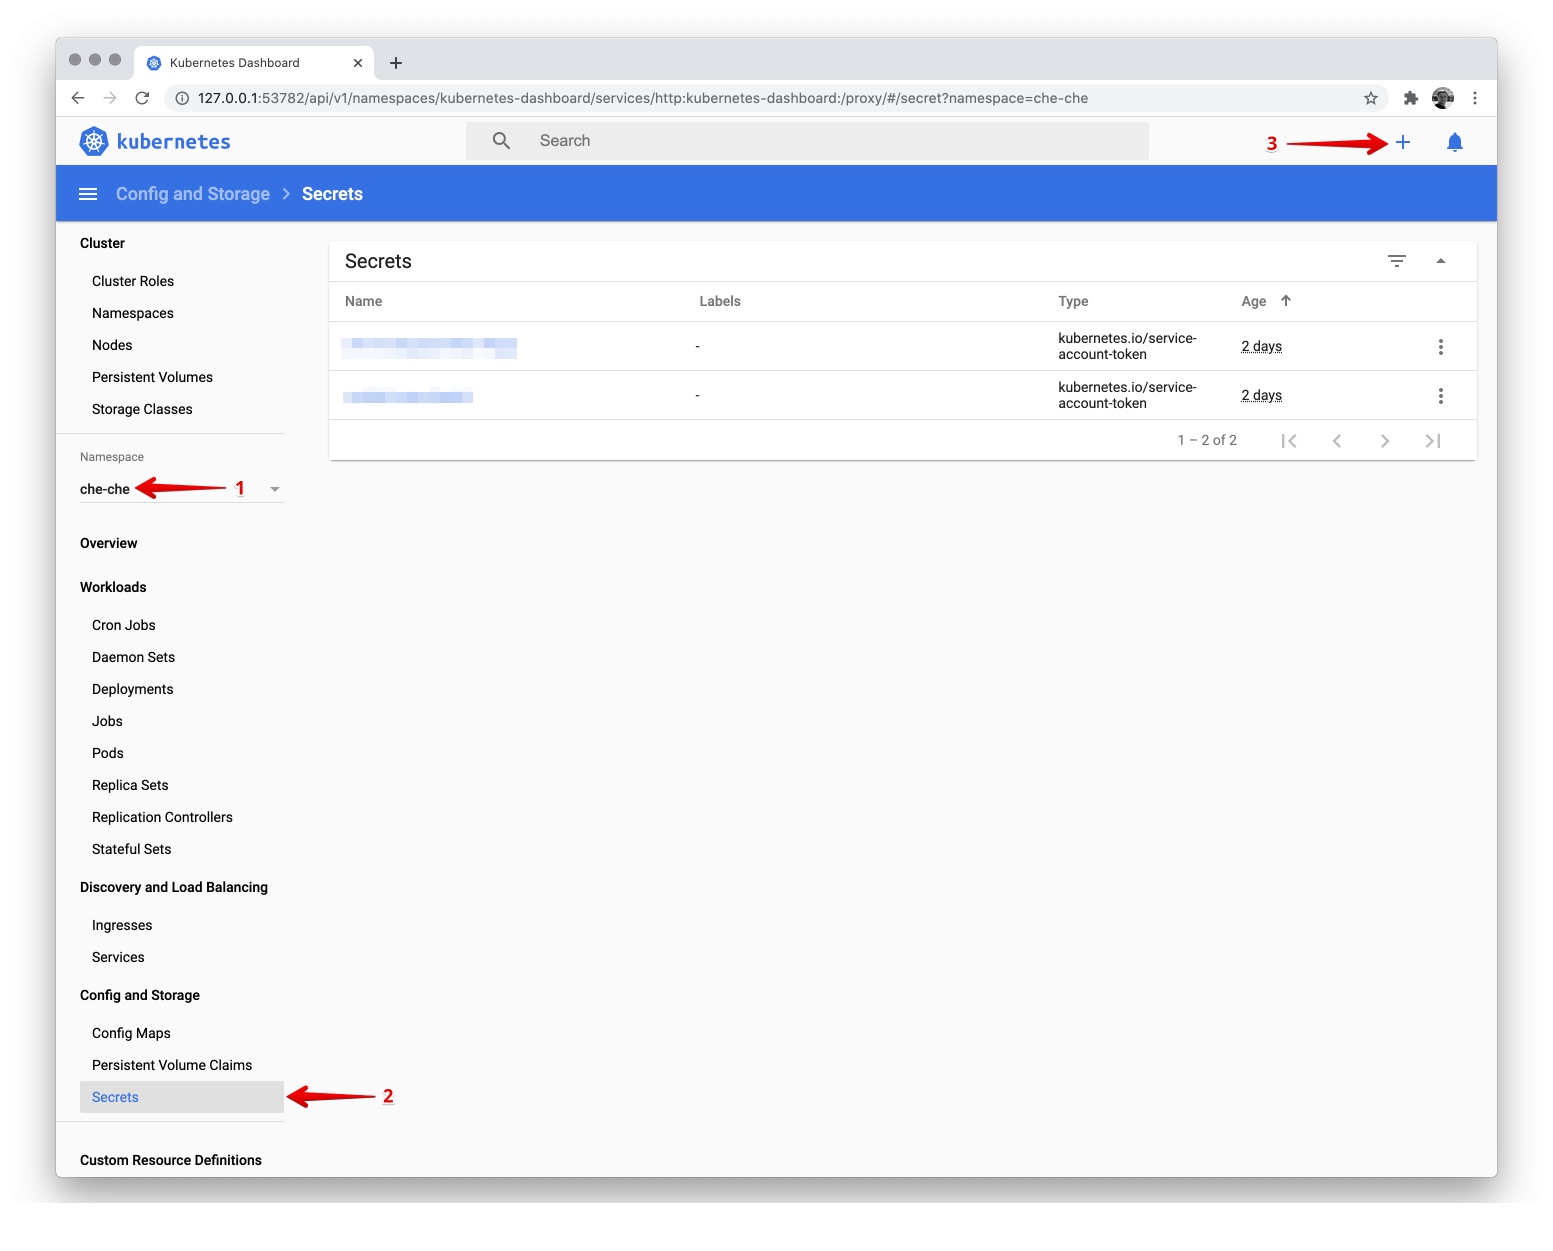 Kubernetes Dashboard
127.0.0.1:53782/api/v1/namespaces/kubernetes-dashboard/services/http:kubernetes-dashboard:/proxy/#/secret?namespace=che-che
kubernetes
Search
3
Config and Storage > Secrets
Cluster
Cluster Roles
Namespaces
Nodes
Persistent Volumes
Storage Classes
Namespace
che-che 1
Overview
Workloads
Cron Jobs
Daemon Sets
Deployments
Jobs
Pods
Replica Sets
Replication Controllers
Stateful Sets
Discovery and Load Balancing
Ingresses
Services
Config and Storage
Config Maps
Persistent Volume Claims
Secrets 2
Custom Resource Definitions
Secrets
Name Labels Type Age
- kubernetes.io/service-
account-token 2 days
- kubernetes.io/service-
account-token 2 days
1 – 2 of 2